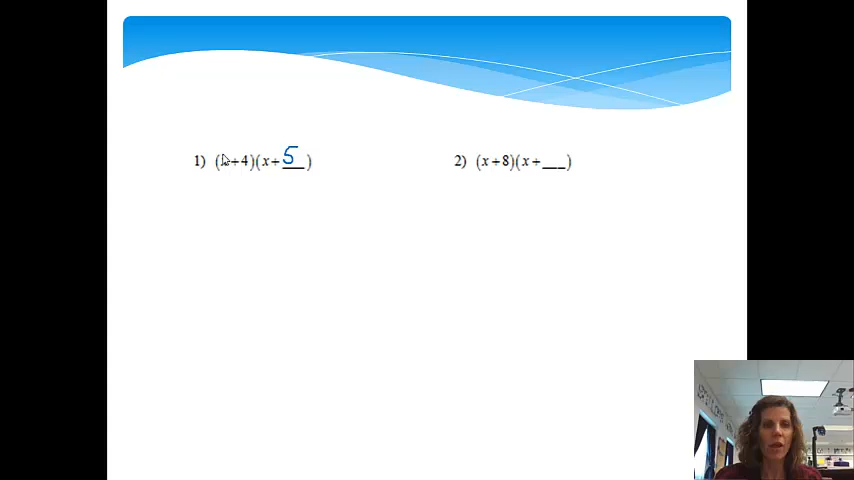 1) ( +4)(x+5)
2) (x+8)(x+___)